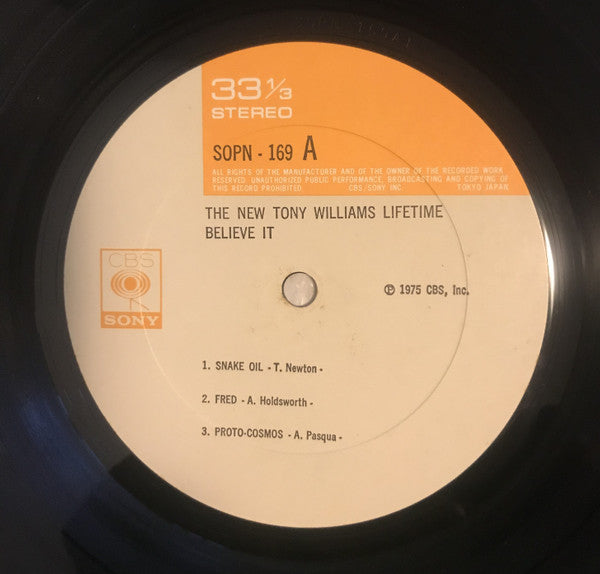 33 1/3
STEREO
SOPN - 169 A
ALL RIGHTS OF THE MANUFACTURER AND OF THE OWNER OF THE RECORDED WORK
RESERVED. UNAUTHORIZED PUBLIC PERFORMANCE, BROADCASTING AND COPYING OF
THIS RECORD PROHIBITED. CBS/SONY INC. TOKYO JAPAN
THE NEW TONY WILLIAMS LIFETIME
BELIEVE IT
CBS
SONY
℗ 1975 CBS, Inc.
1. SNAKE OIL - T. Newton -
2. FRED - A. Holdsworth -
3. PROTO-COSMOS - A. Pasqua -